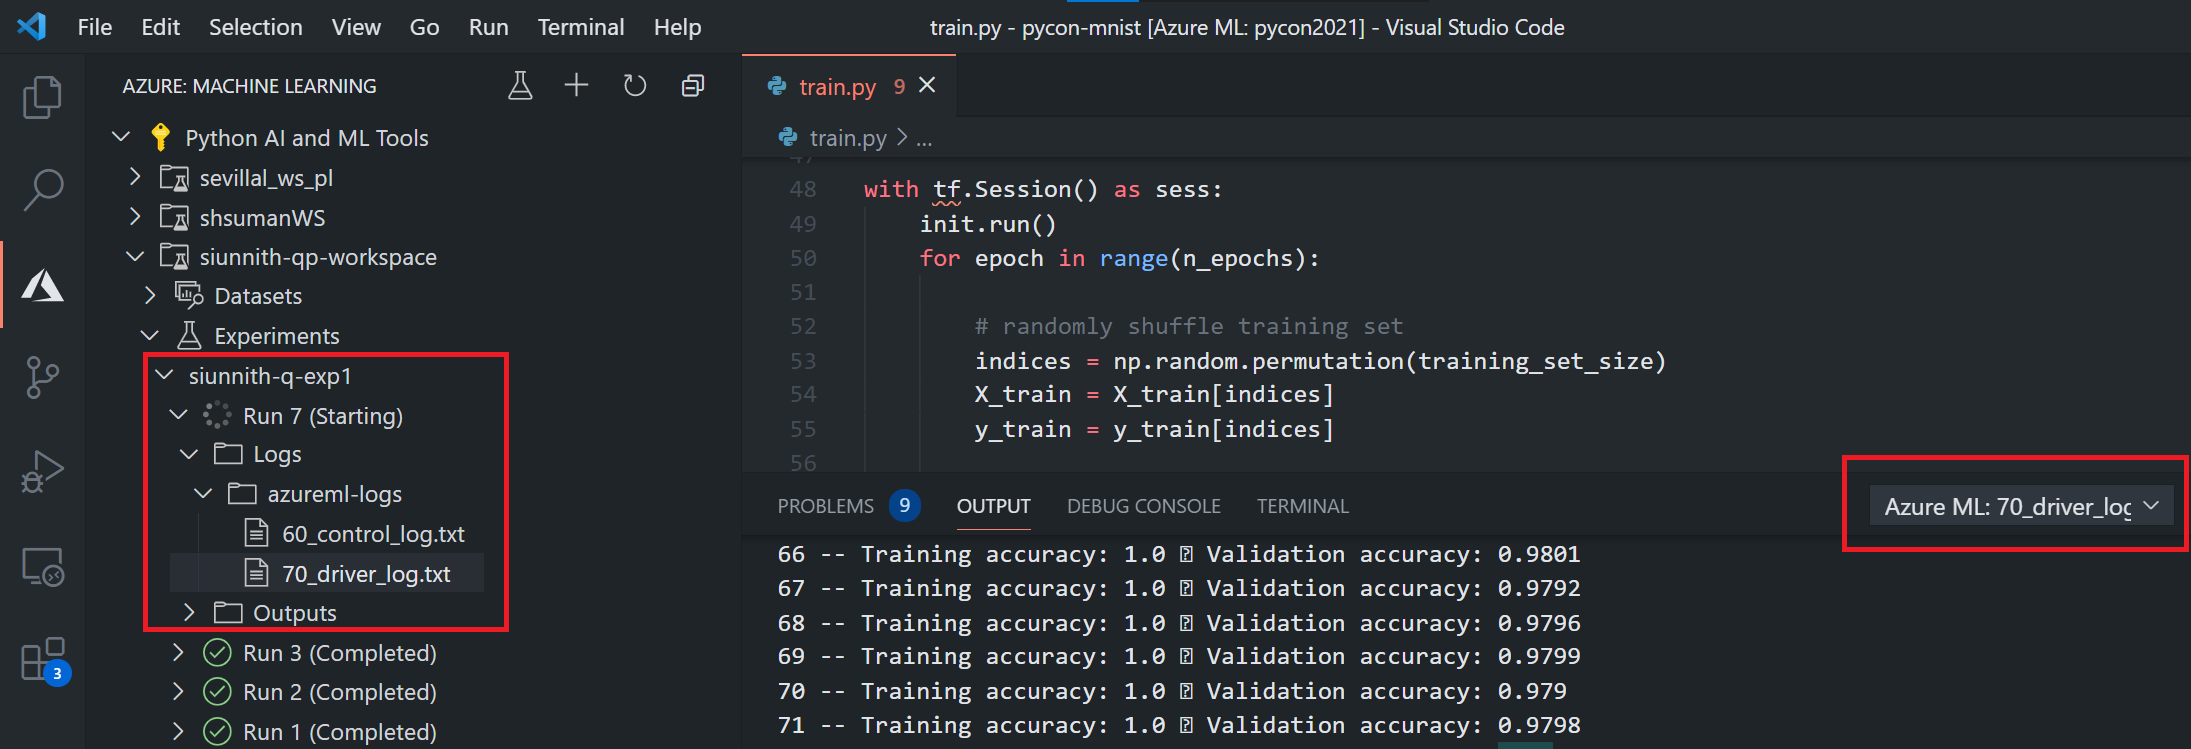 File Edit Selection View Go Run Terminal Help
train.py - pycon-mnist [Azure ML: pycon2021] - Visual Studio Code
AZURE: MACHINE LEARNING
Python AI and ML Tools
sevillal_ws_pl
shsumanWS
siunnith-qp-workspace
Datasets
Experiments
siunnith-q-exp1
Run 7 (Starting)
Logs
azureml-logs
60_control_log.txt
70_driver_log.txt
Outputs
Run 3 (Completed)
Run 2 (Completed)
Run 1 (Completed)
3
train.py 9
train.py > ...
47
48 with tf.Session() as sess:
49 init.run()
50 for epoch in range(n_epochs):
51
52 # randomly shuffle training set
53 indices = np.random.permutation(training_set_size)
54 X_train = X_train[indices]
55 y_train = y_train[indices]
56
PROBLEMS 9 OUTPUT DEBUG CONSOLE TERMINAL
Azure ML: 70_driver_log
66 -- Training accuracy: 1.0 Validation accuracy: 0.9801
67 -- Training accuracy: 1.0 Validation accuracy: 0.9792
68 -- Training accuracy: 1.0 Validation accuracy: 0.9796
69 -- Training accuracy: 1.0 Validation accuracy: 0.9799
70 -- Training accuracy: 1.0 Validation accuracy: 0.979
71 -- Training accuracy: 1.0 Validation accuracy: 0.9798